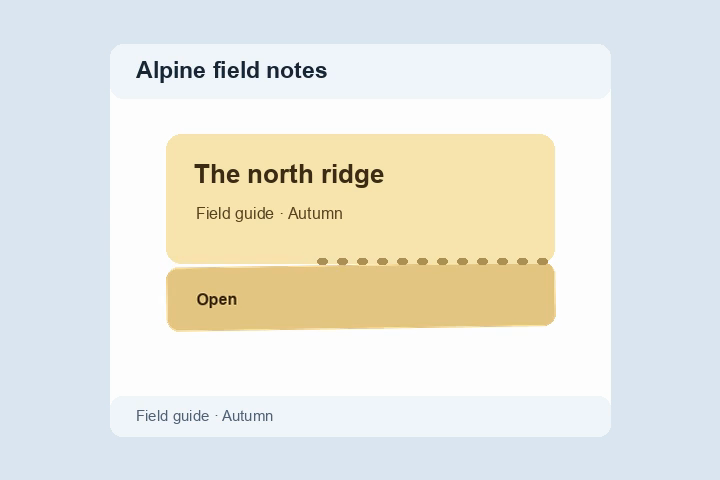 Alpine field notes
The north ridge
Field guide · Autumn
Open
Field guide · Autumn